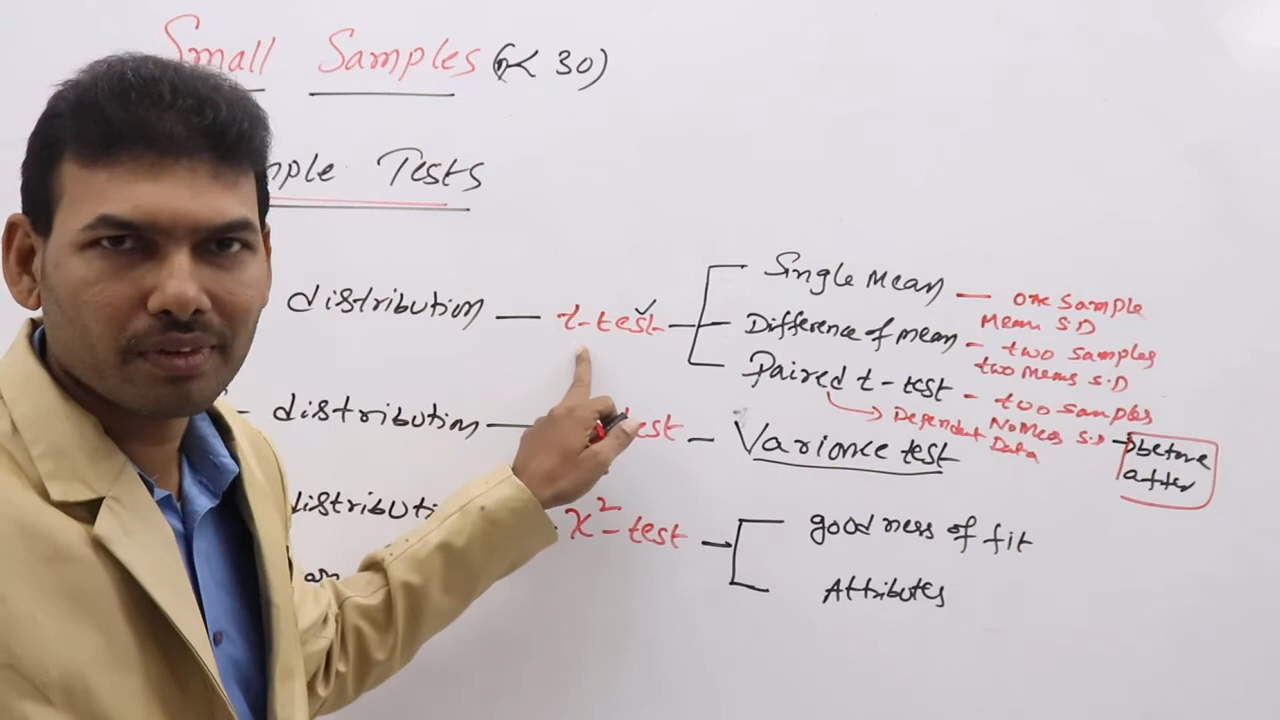 Small Samples (n< 30)
mple Tests
distribution — t-test ✓
Single Mean — one Sample
Mean S.D
Difference of mean - two Samples
two Means S.D
Paired t-test - two Samples
No Mean S.D → before
after
→ Dependent
Data
- distribution — test - Variance test
distributi χ²-test →
goodness of fit
Attributes